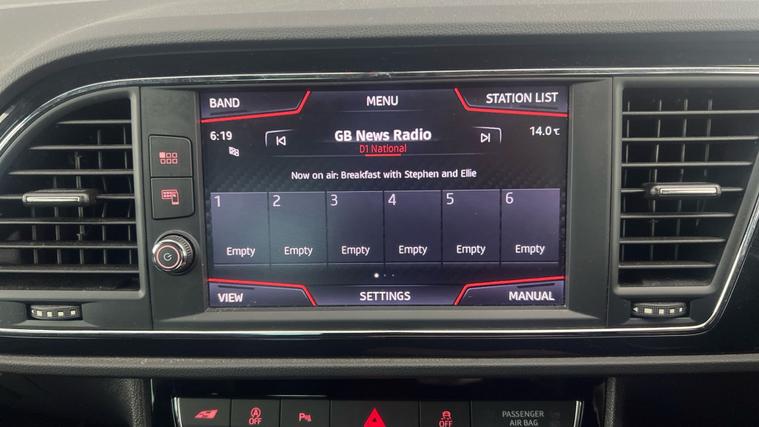 BAND MENU STATION LIST
6:19 GB News Radio 14.0°C
D1 National
Now on air: Breakfast with Stephen and Ellie
1 2 3 4 5 6
Empty Empty Empty Empty Empty Empty
VIEW SETTINGS MANUAL
A OFF P OFF PASSENGER
AIR BAG